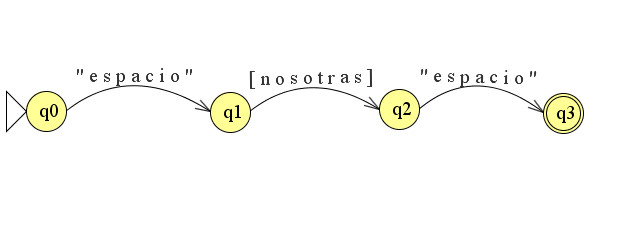 "espacio" [nosotras] "espacio"
q0 q1 q2 q3